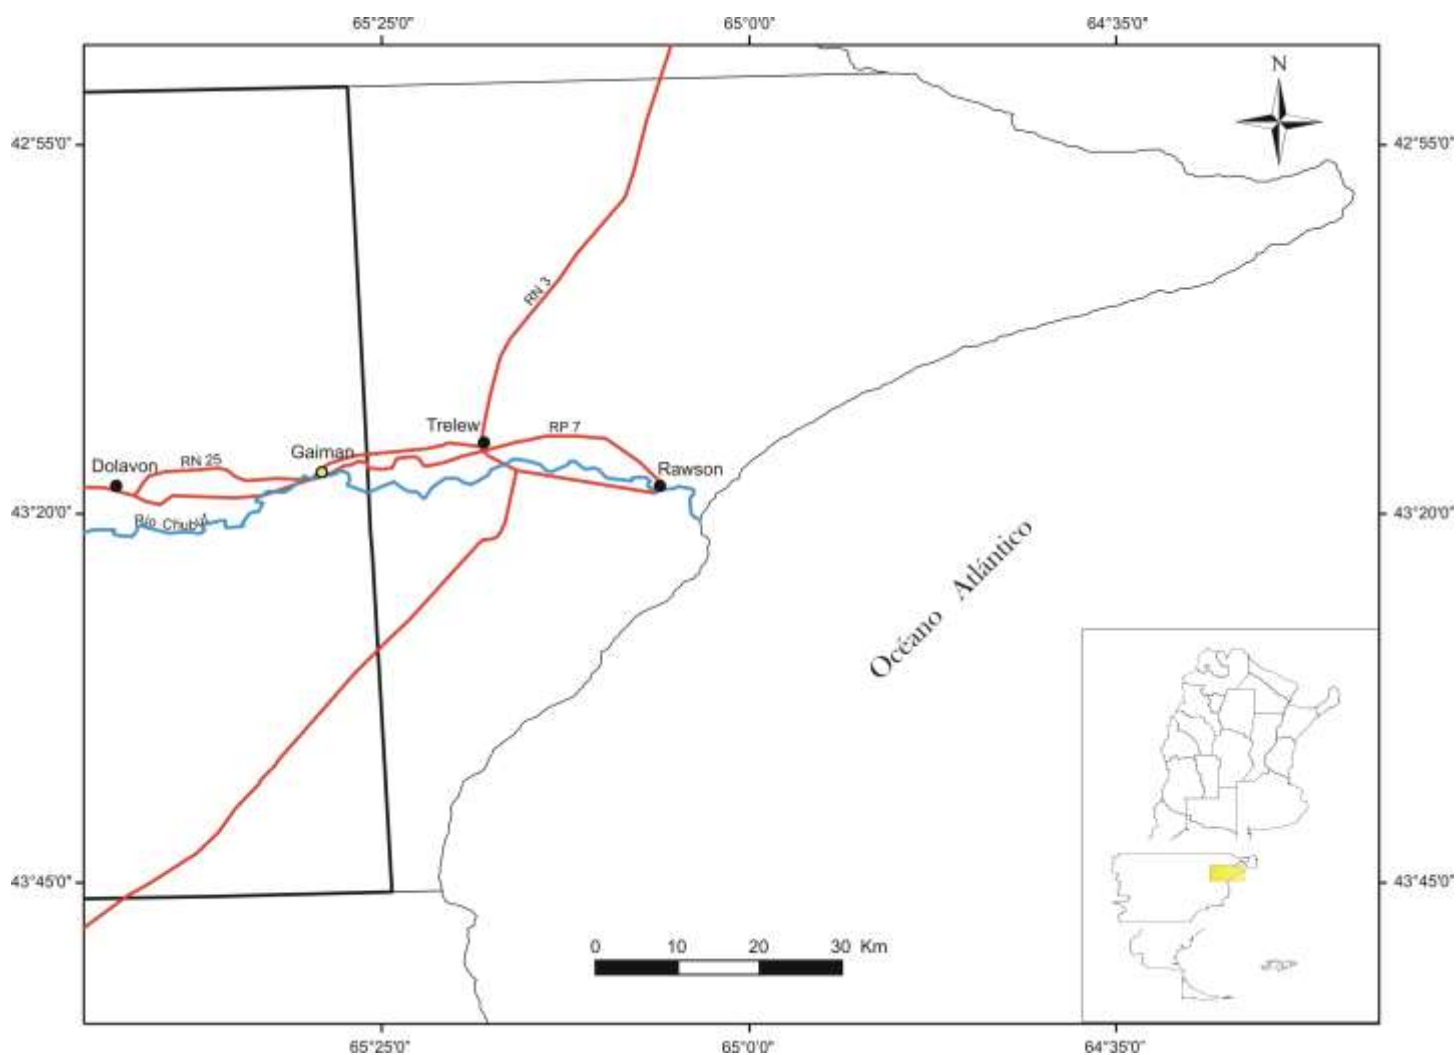 65°25'0" 65°0'0" 64°35'0"
N
42°55'0" 42°55'0"
RN 3
Trelew RP 7
Gaiman
Dolavon RN 25 Rawson
Río Chubut
43°20'0" 43°20'0"
Océano Atlántico
43°45'0" 43°45'0"
0 10 20 30 Km
65°25'0" 65°0'0" 64°35'0"